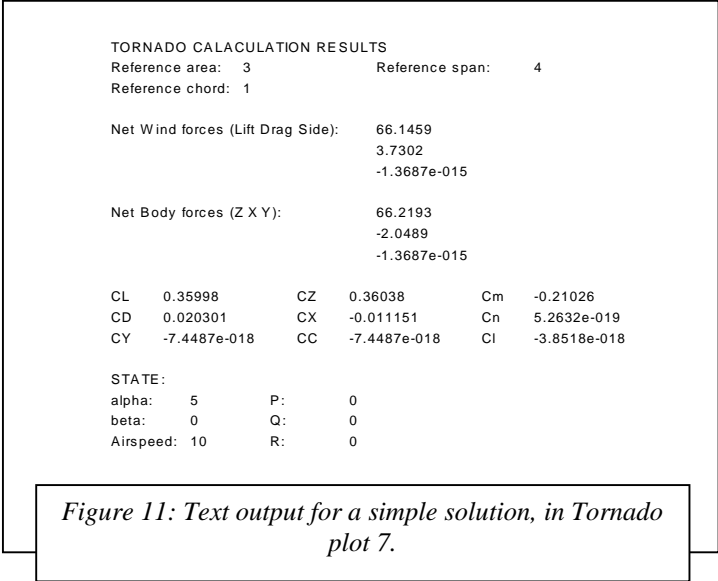 TORNADO CALACULATION RESULTS
Reference area: 3 Reference span: 4
Reference chord: 1
Net Wind forces (Lift Drag Side): 66.1459
3.7302
-1.3687e-015
Net Body forces (Z X Y): 66.2193
-2.0489
-1.3687e-015
CL 0.35998 CZ 0.36038 Cm -0.21026
CD 0.020301 CX -0.011151 Cn 5.2632e-019
CY -7.4487e-018 CC -7.4487e-018 Cl -3.8518e-018
STATE:
alpha: 5 P: 0
beta: 0 Q: 0
Airspeed: 10 R: 0
Figure 11: Text output for a simple solution, in Tornado
plot 7.